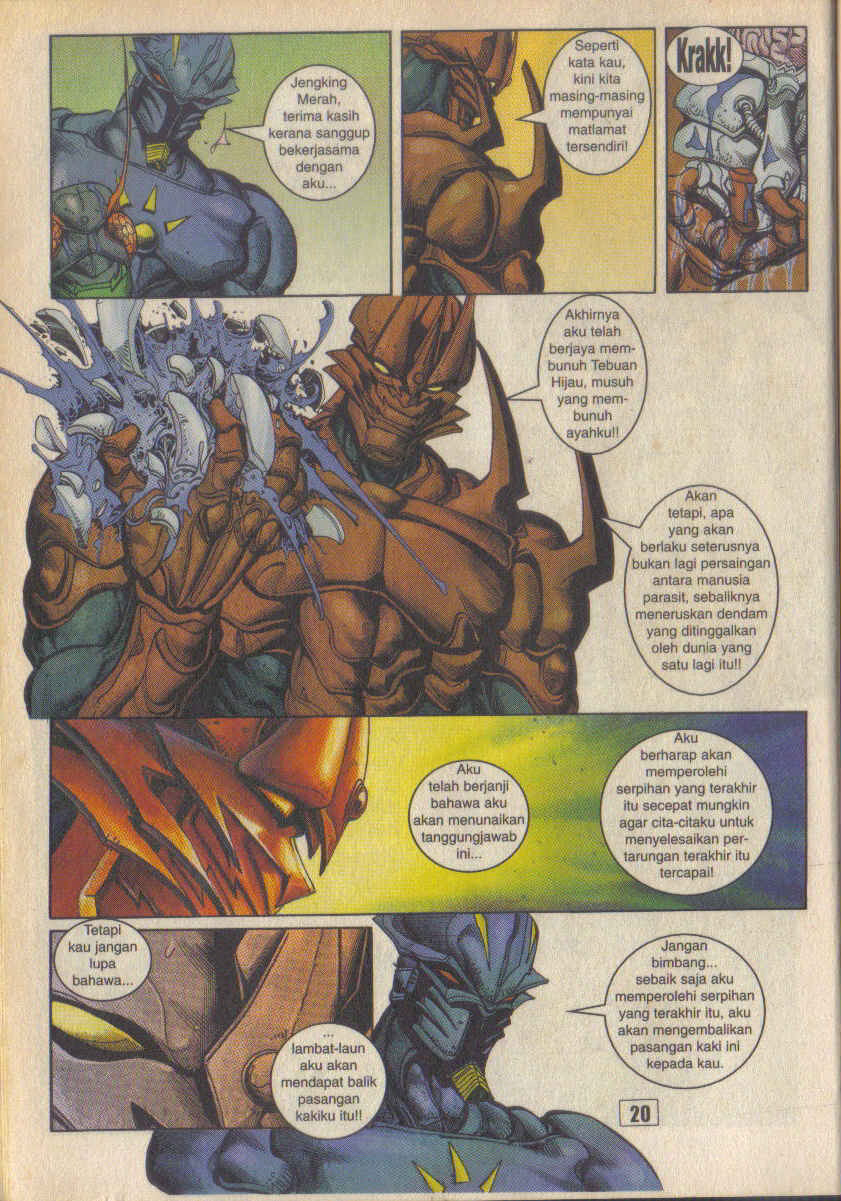 Jengking
Merah,
terima kasih
kerana sanggup
bekerjasama
dengan
aku...
Seperti
kata kau,
kini kita
masing-masing
mempunyai
matlamat
tersendiri!
Krakk!
Akhirnya
aku telah
berjaya mem-
bunuh Tebuan
Hijau, musuh
yang mem-
bunuh
ayahku!!
Akan
tetapi, apa
yang akan
berlaku seterusnya
bukan lagi persaingan
antara manusia
parasit, sebaliknya
meneruskan dendam
yang ditinggalkan
oleh dunia yang
satu lagi itu!!
Aku
telah berjanji
bahawa aku
akan menunaikan
tanggungjawab
ini...
Aku
berharap akan
memperolehi
serpihan yang terakhir
itu secepat mungkin
agar cita-citaku untuk
menyelesaikan per-
tarungan terakhir itu
tercapai!
Tetapi
kau jangan
lupa
bahawa...
...
lambat-laun
aku akan
mendapat balik
pasangan
kakiku itu!!
Jangan
bimbang...
sebaik saja aku
memperolehi serpihan
yang terakhir itu, aku
akan mengembalikan
pasangan kaki ini
kepada kau.
20